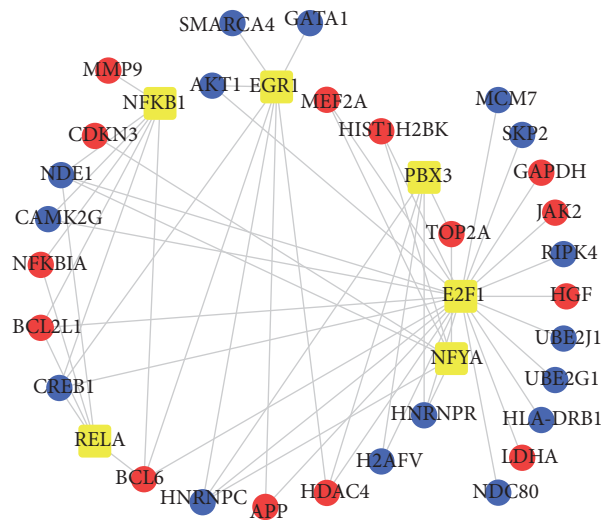 SMARCA4
GATA1
MMP9
AKT1
EGR1
NFKB1
MEF2A
MCM7
CDKN3
HIST1H2BK
SKP2
NDE1
PBX3
GAPDH
CAMK2G
JAK2
TOP2A
NFKBIA
RIPK4
E2F1
HGF
BCL2L1
UBE2J1
NFYA
CREB1
UBE2G1
HNRNPR
HLA-DRB1
RELA
H2AFV
LDHA
BCL6
HNRNPC
HDAC4
NDC80
APP